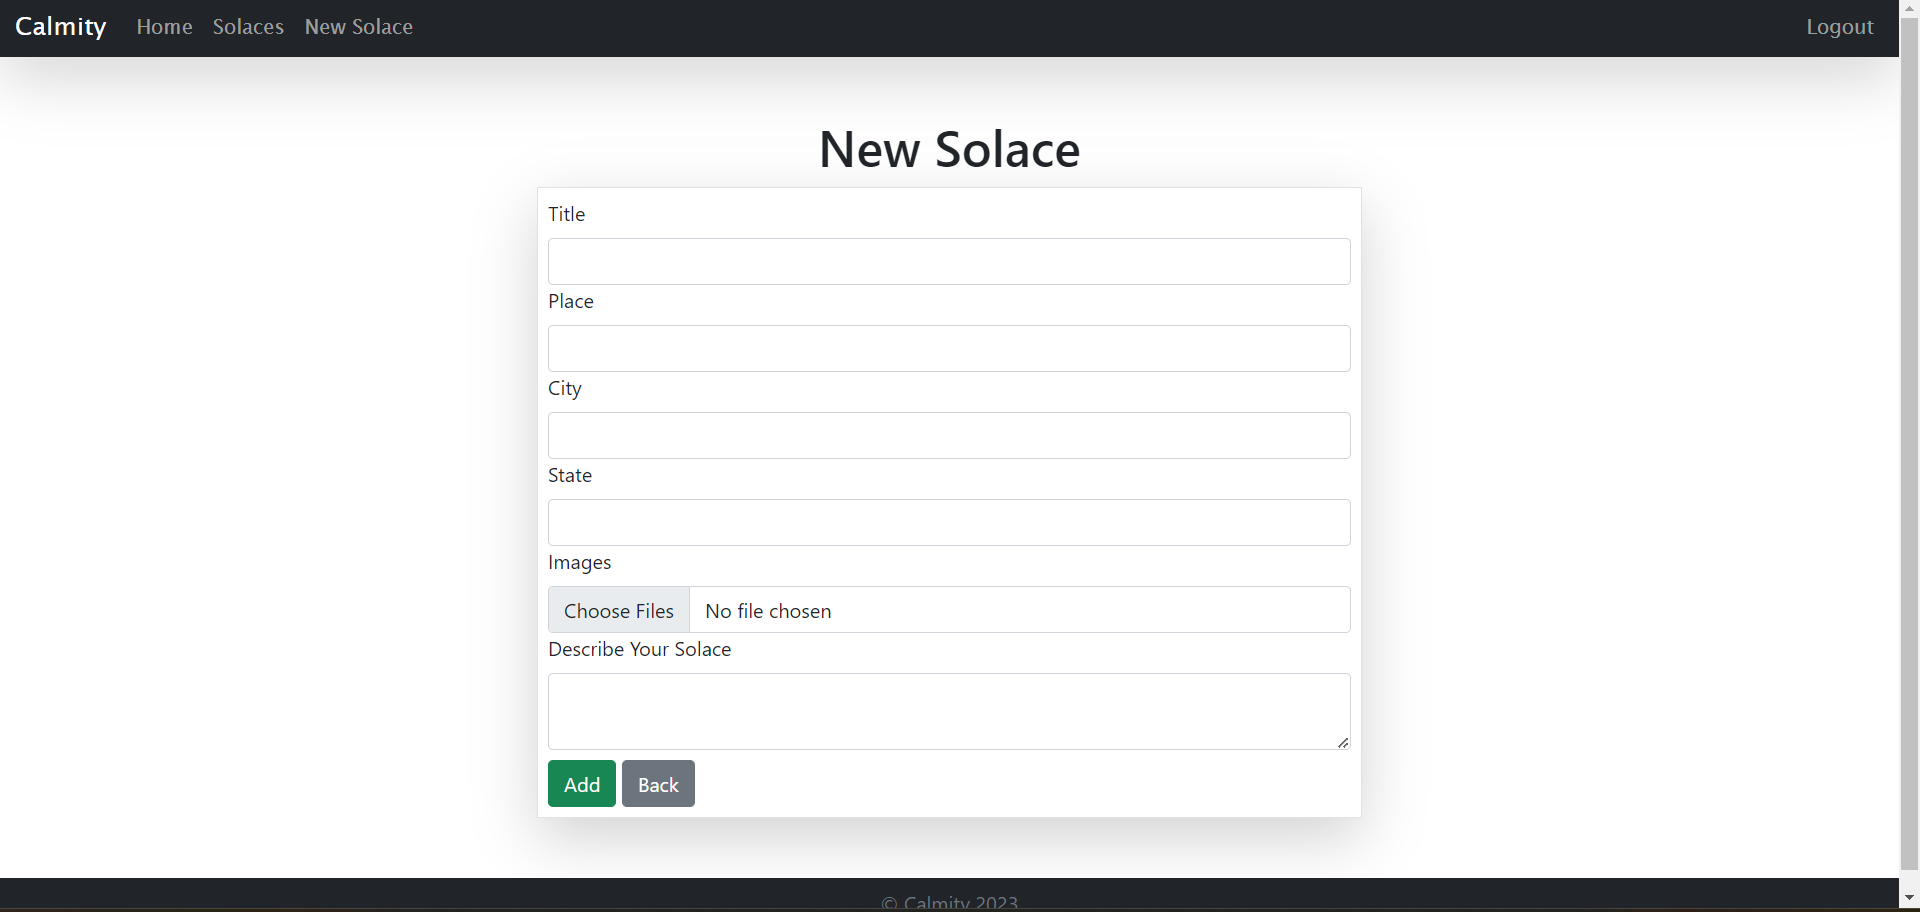 Calmity Home Solaces New Solace Logout
New Solace
Title
Place
City
State
Images
Choose Files No file chosen
Describe Your Solace
Add Back
© Calmity 2023